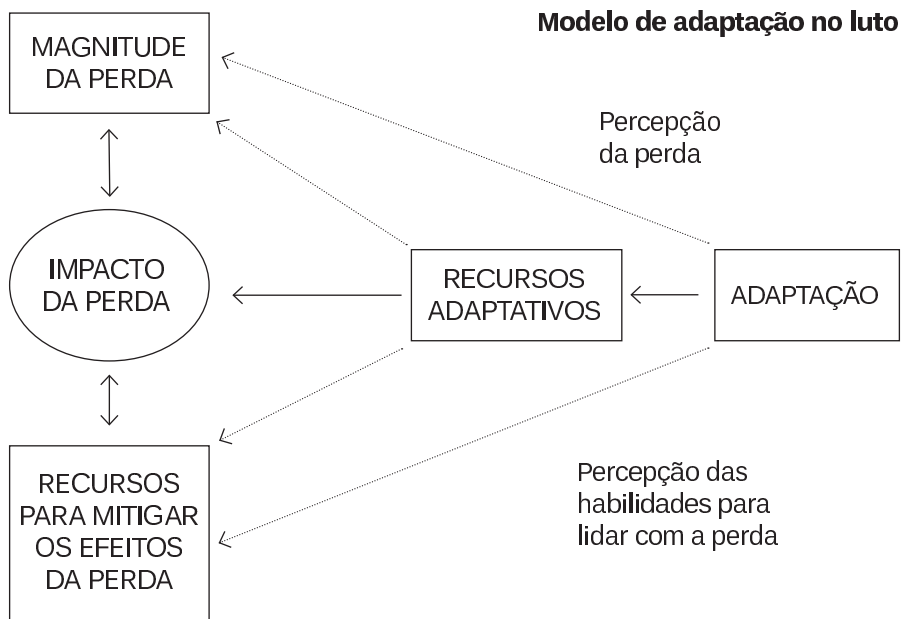 Modelo de adaptação no luto
MAGNITUDE
DA PERDA
Percepção
da perda
IMPACTO
DA PERDA
RECURSOS
ADAPTATIVOS
ADAPTAÇÃO
RECURSOS
PARA MITIGAR
OS EFEITOS
DA PERDA
Percepção das
habilidades para
lidar com a perda